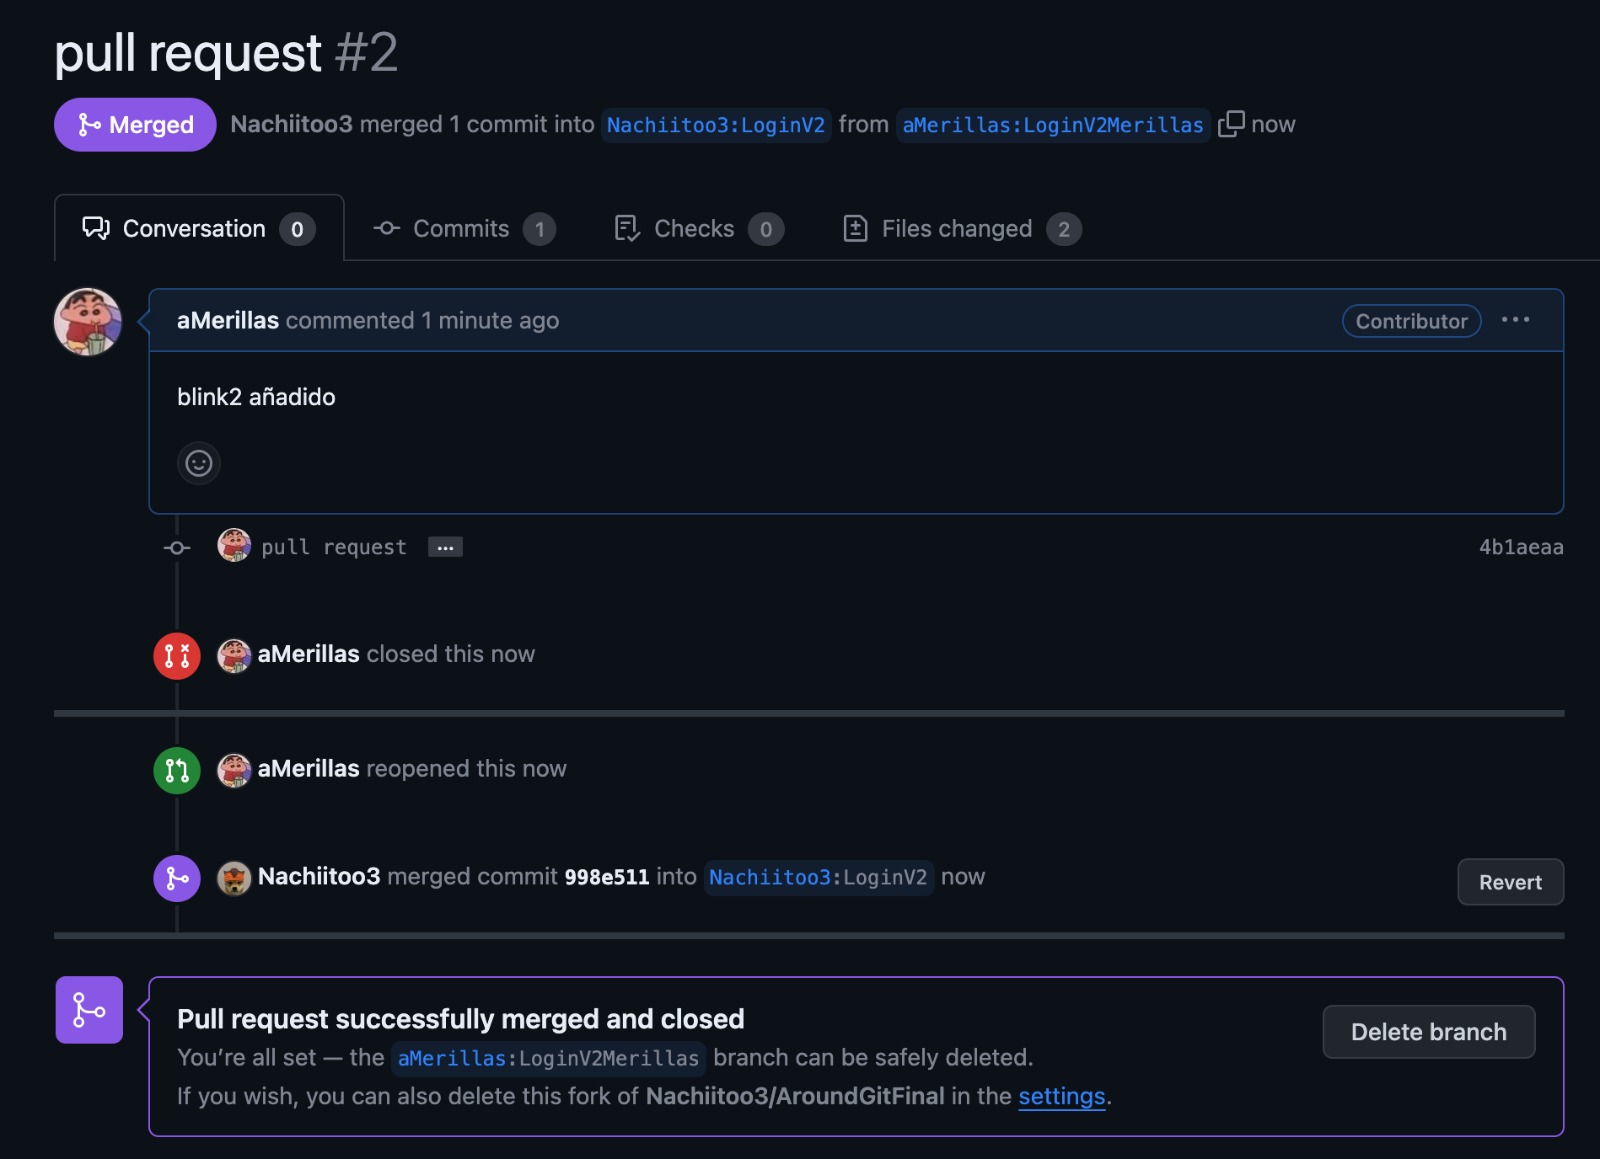 pull request #2
Merged Nachiitoo3 merged 1 commit into Nachiitoo3:LoginV2 from aMerillas:LoginV2Merillas now
Conversation 0 Commits 1 Checks 0 Files changed 2
aMerillas commented 1 minute ago Contributor ...
blink2 añadido
pull request ... 4b1aeaa
aMerillas closed this now
aMerillas reopened this now
Nachiitoo3 merged commit 998e511 into Nachiitoo3:LoginV2 now Revert
Pull request successfully merged and closed
You’re all set — the aMerillas:LoginV2Merillas branch can be safely deleted. Delete branch
If you wish, you can also delete this fork of Nachiitoo3/AroundGitFinal in the settings.